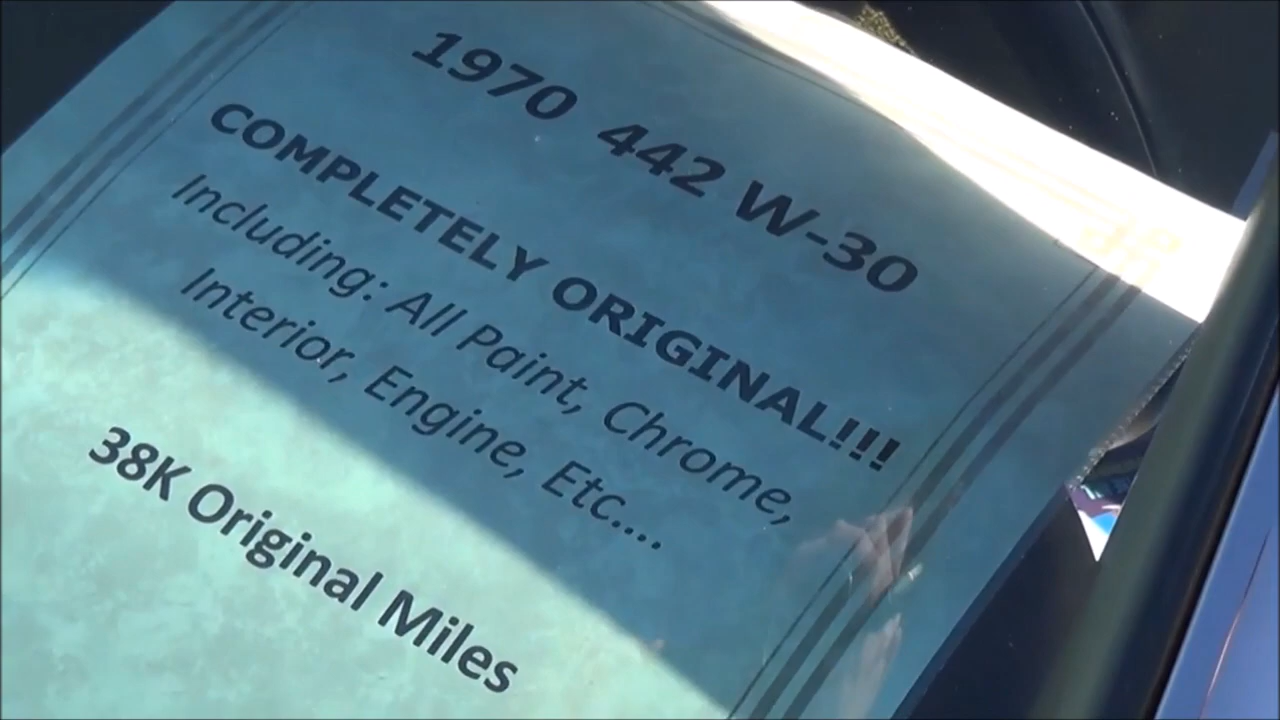 1970 442 W-30
COMPLETELY ORIGINAL!!!
Including: All Paint, Chrome,
Interior, Engine, Etc....
38K Original Miles